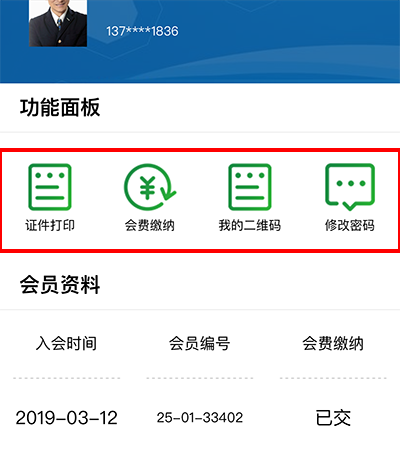 137****1836
功能面板
证件打印 会费缴纳 我的二维码 修改密码
会员资料
入会时间 会员编号 会费缴纳
2019-03-12 25-01-33402 已交